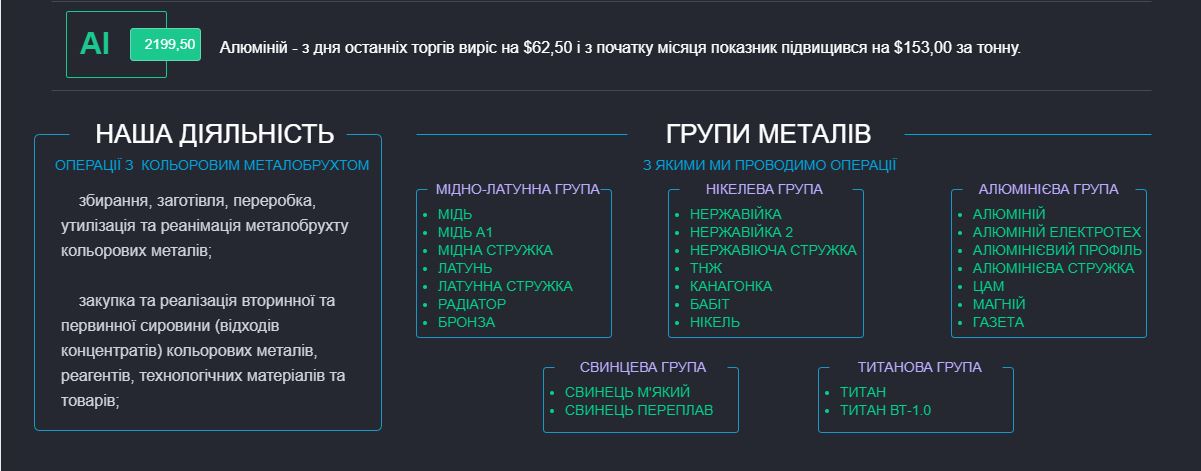 Al
2199,50
Алюміній - з дня останніх торгів виріс на $62,50 і з початку місяця показник підвищився на $153,00 за тонну.
НАША ДІЯЛЬНІСТЬ
ОПЕРАЦІЇ З КОЛЬОРОВИМ МЕТАЛОБРУХТОМ
збирання, заготівля, переробка,
утилізація та реанімація металобрухту
кольорових металів;
закупка та реалізація вторинної та
первинної сировини (відходів
концентратів) кольорових металів,
реагентів, технологічних матеріалів та
товарів;
ГРУПИ МЕТАЛІВ
З ЯКИМИ МИ ПРОВОДИМО ОПЕРАЦІЇ
МІДНО-ЛАТУННА ГРУПА
МІДЬ
МІДЬ А1
МІДНА СТРУЖКА
ЛАТУНЬ
ЛАТУННА СТРУЖКА
РАДІАТОР
БРОНЗА
НІКЕЛЕВА ГРУПА
НЕРЖАВІЙКА
НЕРЖАВІЙКА 2
НЕРЖАВІЮЧА СТРУЖКА
ТНЖ
КАНАГОНКА
БАБІТ
НІКЕЛЬ
АЛЮМІНІЄВА ГРУПА
АЛЮМІНІЙ
АЛЮМІНІЙ ЕЛЕКТРОТЕХ
АЛЮМІНІЄВИЙ ПРОФІЛЬ
АЛЮМІНІЄВА СТРУЖКА
ЦАМ
МАГНІЙ
ГАЗЕТА
СВИНЦЕВА ГРУПА
СВИНЕЦЬ М'ЯКИЙ
СВИНЕЦЬ ПЕРЕПЛАВ
ТИТАНОВА ГРУПА
ТИТАН
ТИТАН ВТ-1.0